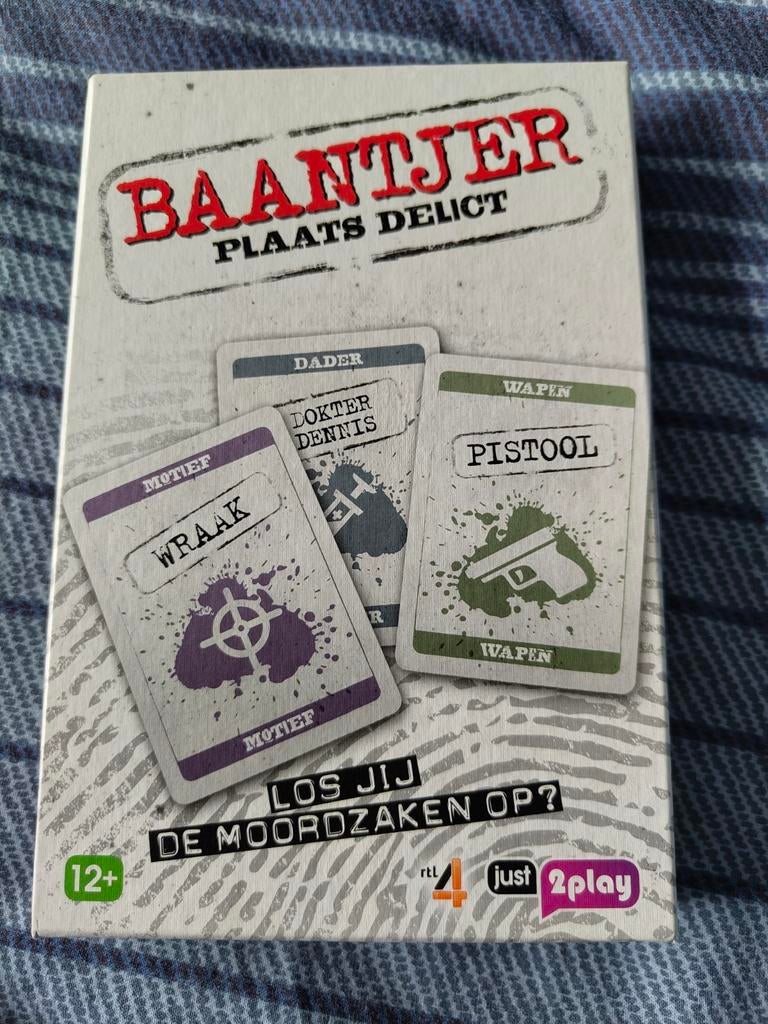 BAANTJER
PLAATS DELICT
DADER
DOKTER
DENNIS
WAPEN
PISTOOL
WAPEN
MOTIEF
WRAAK
MOTIEF
LOS JIJ
DE MOORDZAKEN OP?
12+
rtl 4
just 2play